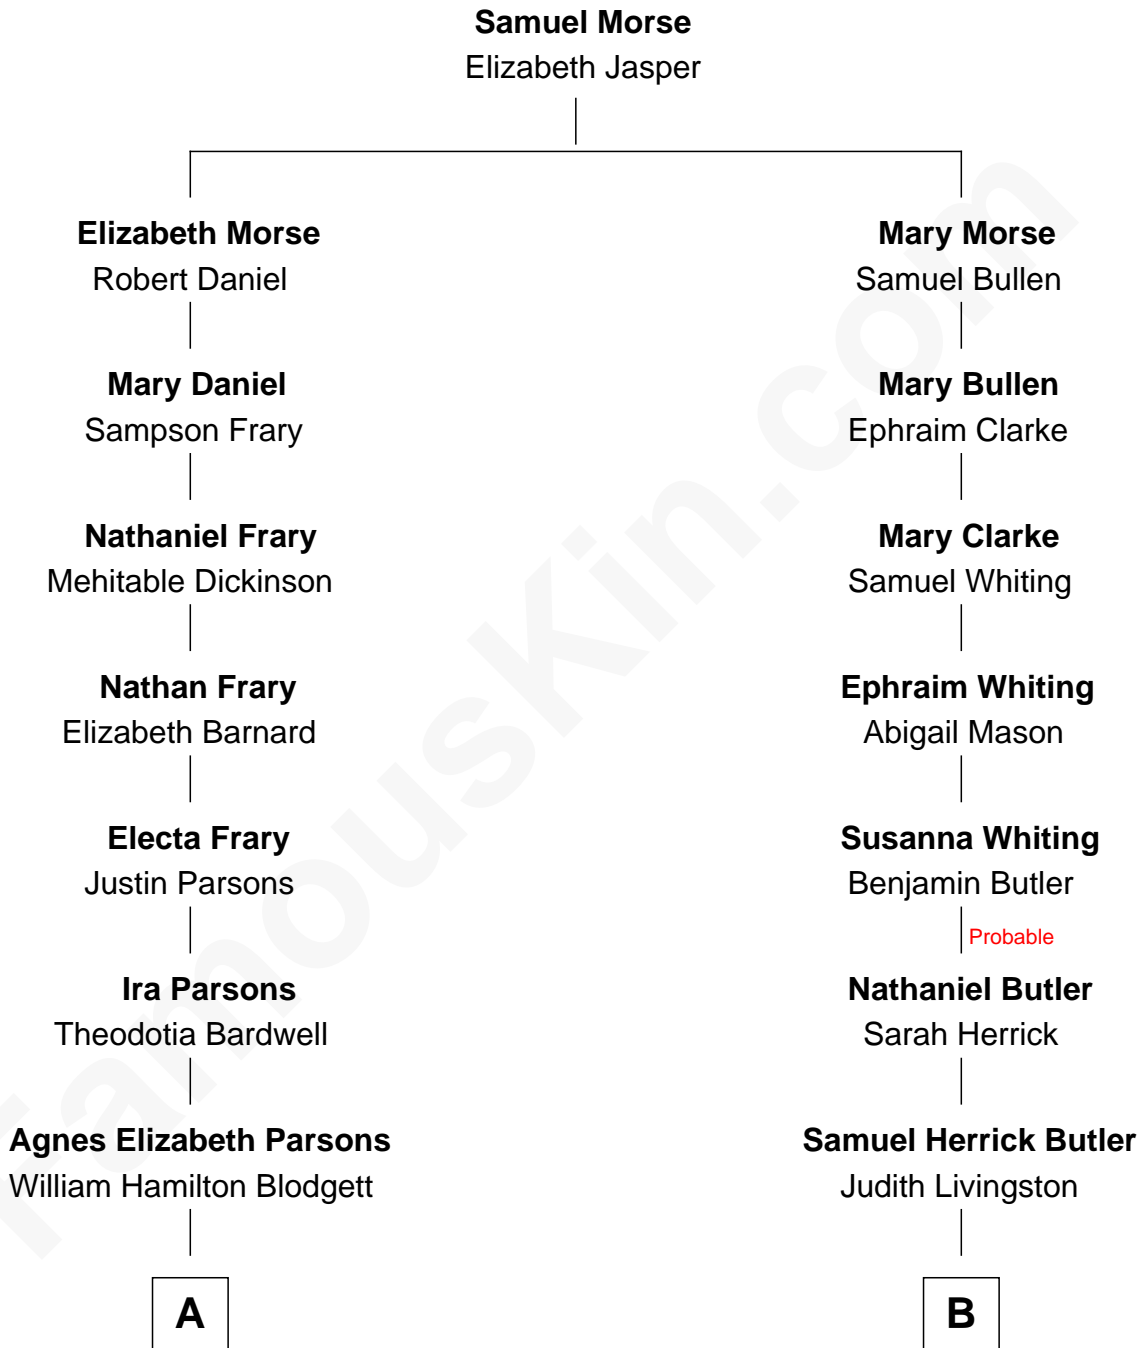 Samuel Morse
Elizabeth Jasper
Elizabeth Morse
Robert Daniel
Mary Morse
Samuel Bullen
Mary Daniel
Sampson Frary
Mary Bullen
Ephraim Clarke
Nathaniel Frary
Mehitable Dickinson
Mary Clarke
Samuel Whiting
Nathan Frary
Elizabeth Barnard
Ephraim Whiting
Abigail Mason
Electa Frary
Justin Parsons
Susanna Whiting
Benjamin Butler
Probable
Ira Parsons
Theodotia Bardwell
Nathaniel Butler
Sarah Herrick
Agnes Elizabeth Parsons
William Hamilton Blodgett
Samuel Herrick Butler
Judith Livingston
A
B
FamousKin.com